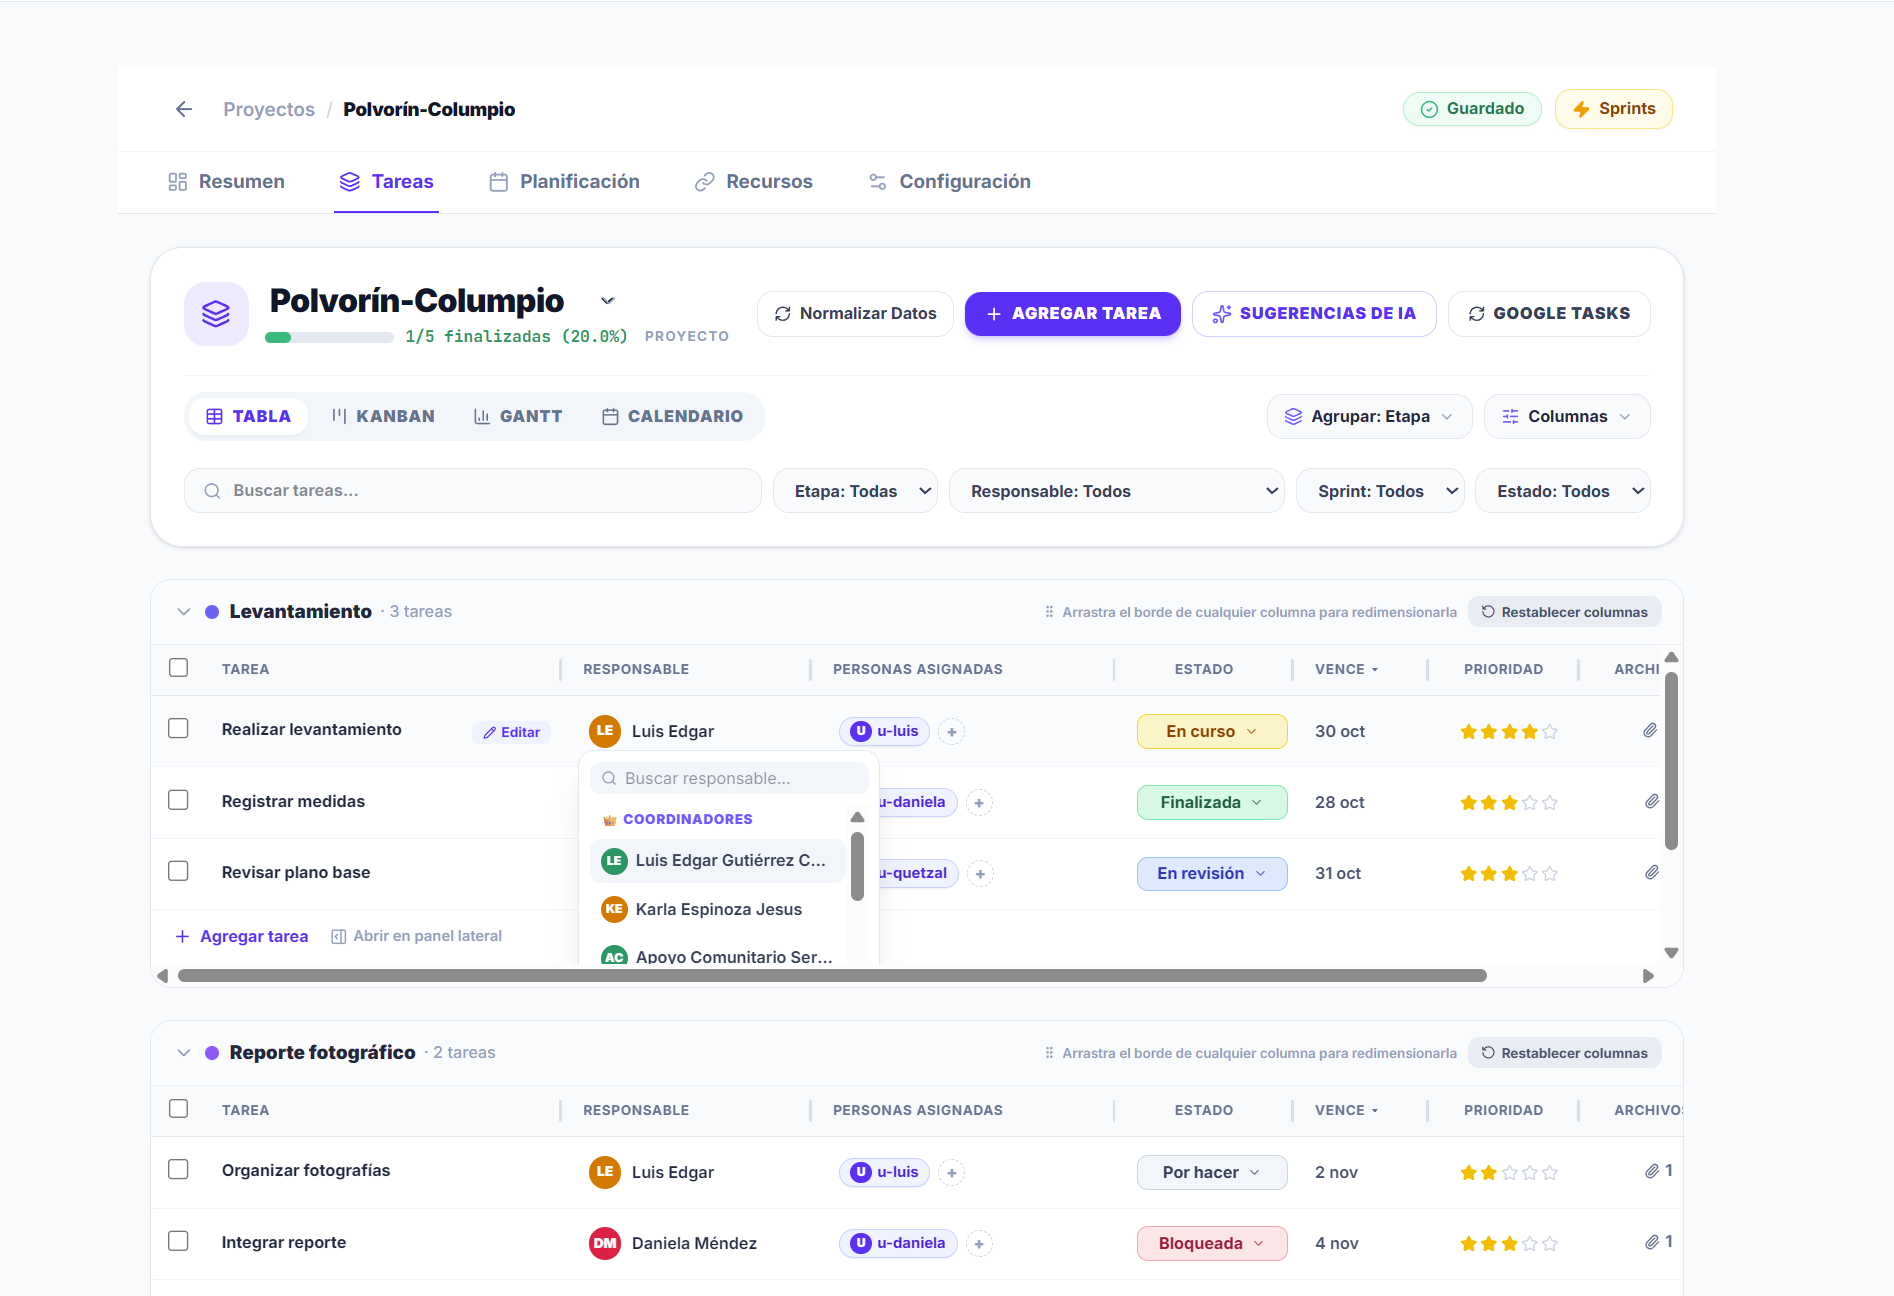 Proyectos / Polvorín-Columpio
Guardado
Sprints
Resumen
Tareas
Planificación
Recursos
Configuración
Polvorín-Columpio
1/5 finalizadas (20.0%) PROYECTO
Normalizar Datos
+ AGREGAR TAREA
SUGERENCIAS DE IA
GOOGLE TASKS
TABLA
KANBAN
GANTT
CALENDARIO
Agrupar: Etapa
Columnas
Buscar tareas...
Etapa: Todas
Responsable: Todos
Sprint: Todos
Estado: Todos
Levantamiento · 3 tareas
Arrastra el borde de cualquier columna para redimensionarla
Restablecer columnas
TAREA RESPONSABLE PERSONAS ASIGNADAS ESTADO VENCE PRIORIDAD ARCHI
Realizar levantamiento Editar LE Luis Edgar U u-luis + En curso 30 oct
Buscar responsable...
Registrar medidas u-daniela + Finalizada 28 oct
COORDINADORES
LE Luis Edgar Gutiérrez C...
Revisar plano base u-quetzal + En revisión 31 oct
KE Karla Espinoza Jesus
+ Agregar tarea Abrir en panel lateral
AC Apoyo Comunitario Ser...
Reporte fotográfico · 2 tareas
Arrastra el borde de cualquier columna para redimensionarla
Restablecer columnas
TAREA RESPONSABLE PERSONAS ASIGNADAS ESTADO VENCE PRIORIDAD ARCHIVOS
Organizar fotografías LE Luis Edgar U u-luis + Por hacer 2 nov 1
Integrar reporte DM Daniela Méndez U u-daniela + Bloqueada 4 nov 1